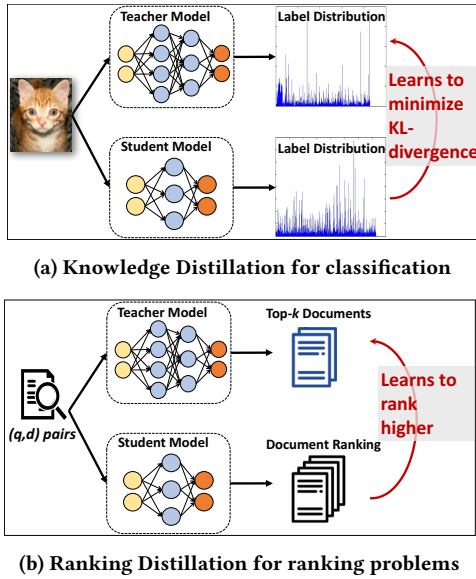 Teacher Model
Label Distribution
Learns to
minimize
KL-
divergence
Student Model
Label Distribution
(a) Knowledge Distillation for classification
Teacher Model
Top-k Documents
(q,d) pairs
Learns to
rank
higher
Student Model
Document Ranking
(b) Ranking Distillation for ranking problems